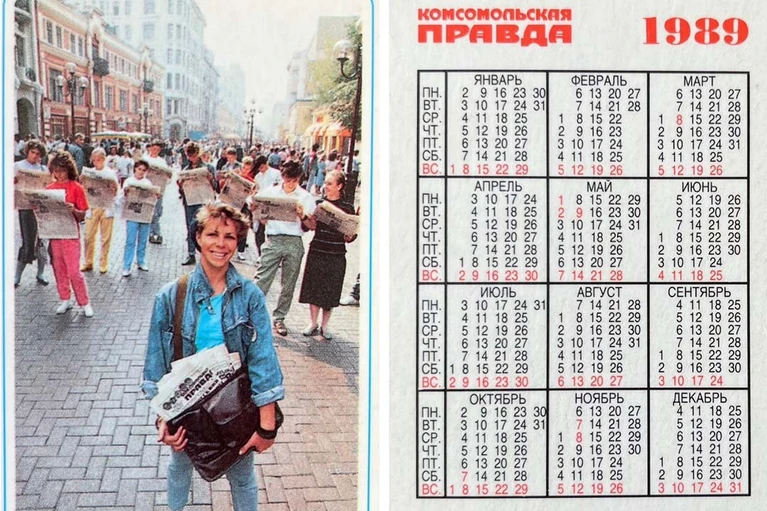 ПРАВДА
КОМСОМОЛЬСКАЯ
ПРАВДА 1989
ЯНВАРЬ ФЕВРАЛЬ МАРТ
ПН. 2 9 16 23 30 6 13 20 27 6 13 20 27
ВТ. 3 10 17 24 31 7 14 21 28 7 14 21 28
СР. 4 11 18 25 1 8 15 22 1 8 15 22 29
ЧТ. 5 12 19 26 2 9 16 23 2 9 16 23 30
ПТ. 6 13 20 27 3 10 17 24 3 10 17 24 31
СБ. 7 14 21 28 4 11 18 25 4 11 18 25
ВС. 1 8 15 22 29 5 12 19 26 5 12 19 26
АПРЕЛЬ МАЙ ИЮНЬ
ПН. 3 10 17 24 1 8 15 22 29 5 12 19 26
ВТ. 4 11 18 25 2 9 16 23 30 6 13 20 27
СР. 5 12 19 26 3 10 17 24 31 7 14 21 28
ЧТ. 6 13 20 27 4 11 18 25 1 8 15 22 29
ПТ. 7 14 21 28 5 12 19 26 2 9 16 23 30
СБ. 1 8 15 22 29 6 13 20 27 3 10 17 24
ВС. 2 9 16 23 30 7 14 21 28 4 11 18 25
ИЮЛЬ АВГУСТ СЕНТЯБРЬ
ПН. 3 10 17 24 31 7 14 21 28 4 11 18 25
ВТ. 4 11 18 25 1 8 15 22 29 5 12 19 26
СР. 5 12 19 26 2 9 16 23 30 6 13 20 27
ЧТ. 6 13 20 27 3 10 17 24 31 7 14 21 28
ПТ. 7 14 21 28 4 11 18 25 1 8 15 22 29
СБ. 1 8 15 22 29 5 12 19 26 2 9 16 23 30
ВС. 2 9 16 23 30 6 13 20 27 3 10 17 24
ОКТЯБРЬ НОЯБРЬ ДЕКАБРЬ
ПН. 2 9 16 23 30 6 13 20 27 4 11 18 25
ВТ. 3 10 17 24 31 7 14 21 28 5 12 19 26
СР. 4 11 18 25 1 8 15 22 29 6 13 20 27
ЧТ. 5 12 19 26 2 9 16 23 30 7 14 21 28
ПТ. 6 13 20 27 3 10 17 24 1 8 15 22 29
СБ. 7 14 21 28 4 11 18 25 2 9 16 23 30
ВС. 1 8 15 22 29 5 12 19 26 3 10 17 24 31